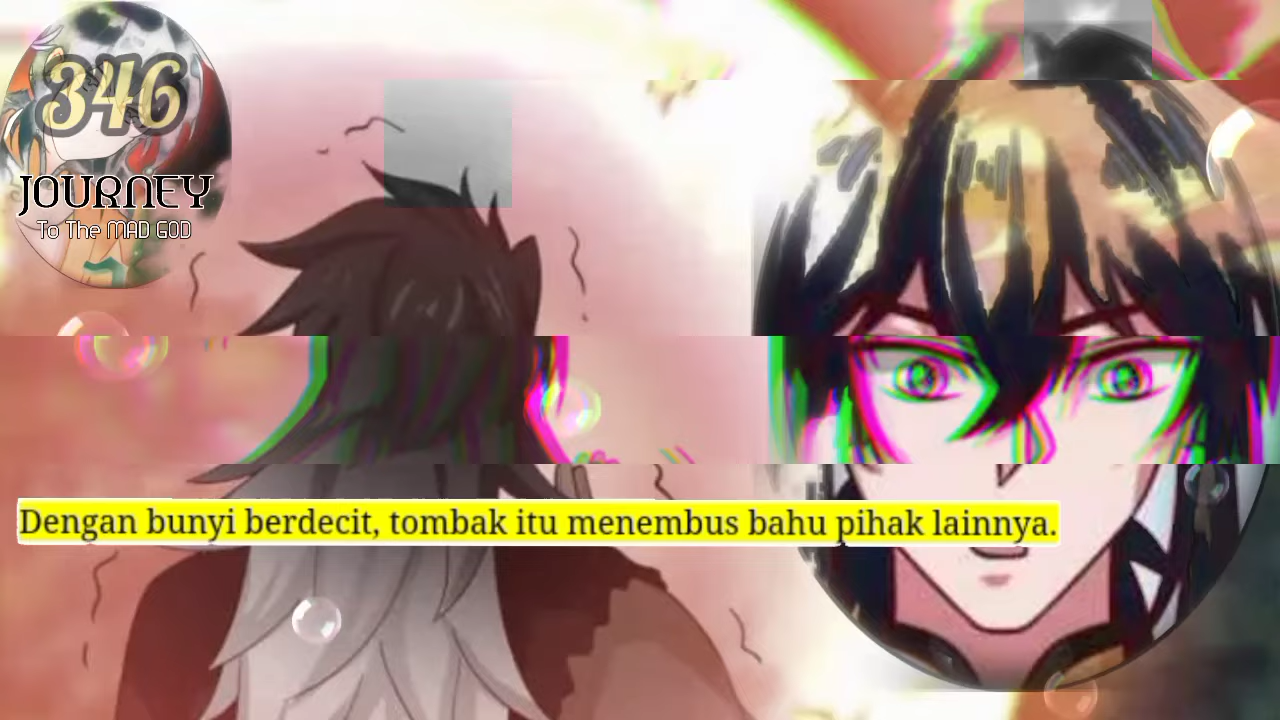 346
JOURNEY
To The MAD GOD
Dengan bunyi berdecit, tombak itu menembus bahu pihak lainnya.